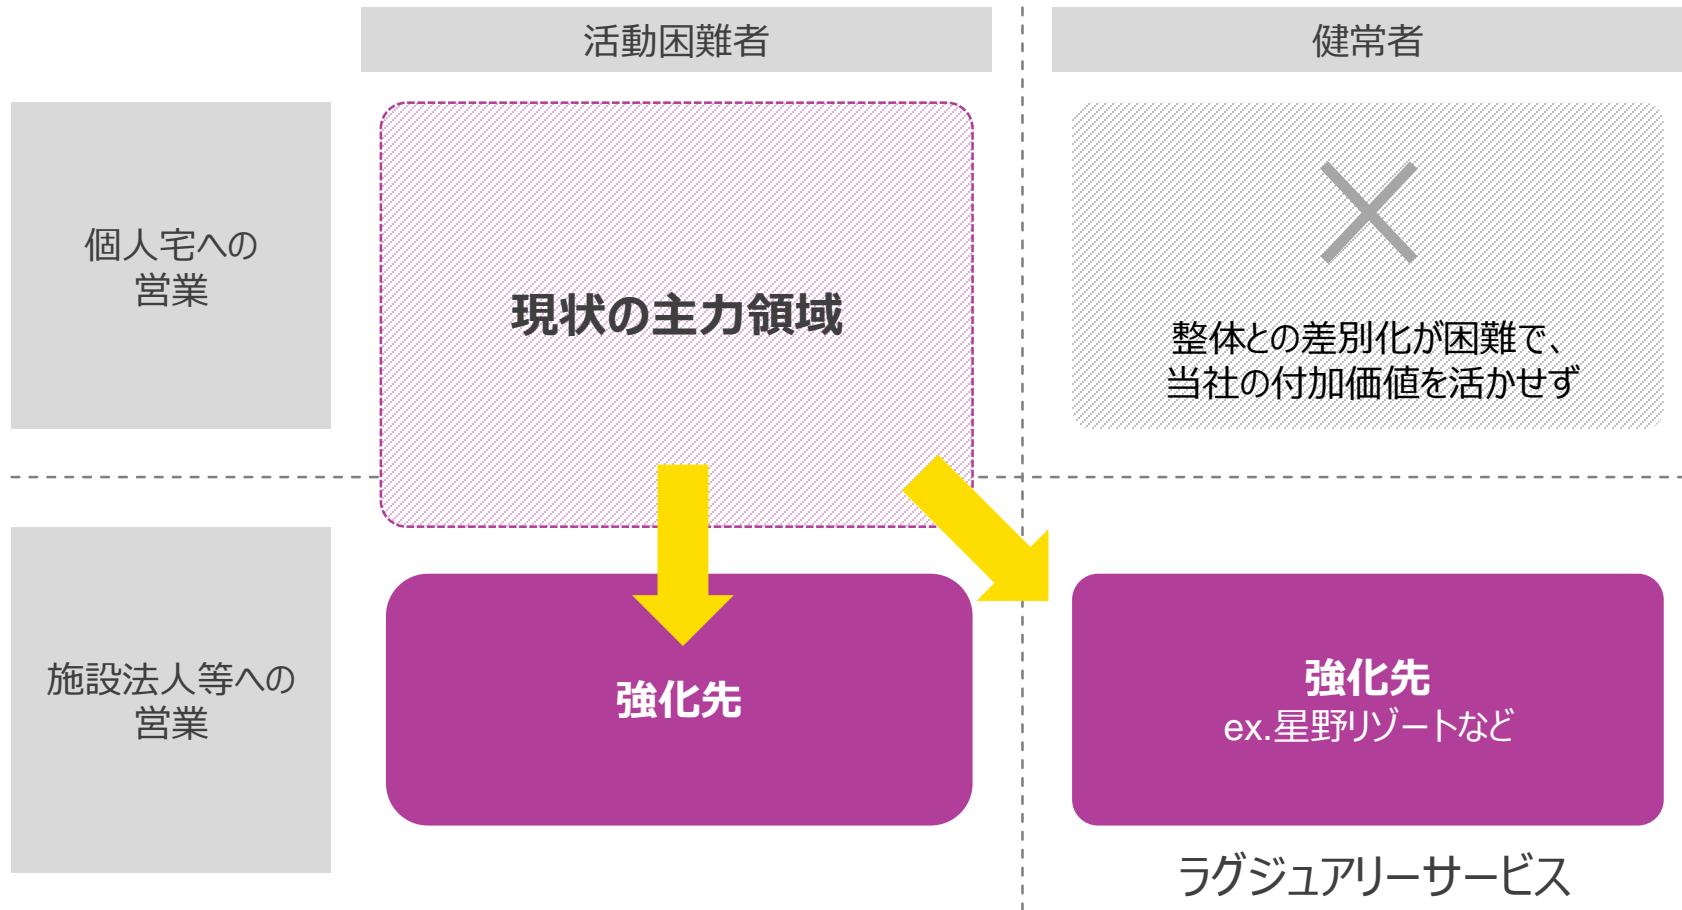 活動困難者
健常者
個人宅への
営業
現状の主力領域
整体との差別化が困難で、
当社の付加価値を活かせず
施設法人等への
営業
強化先
強化先
ex.星野リゾートなど
ラグジュアリーサービス